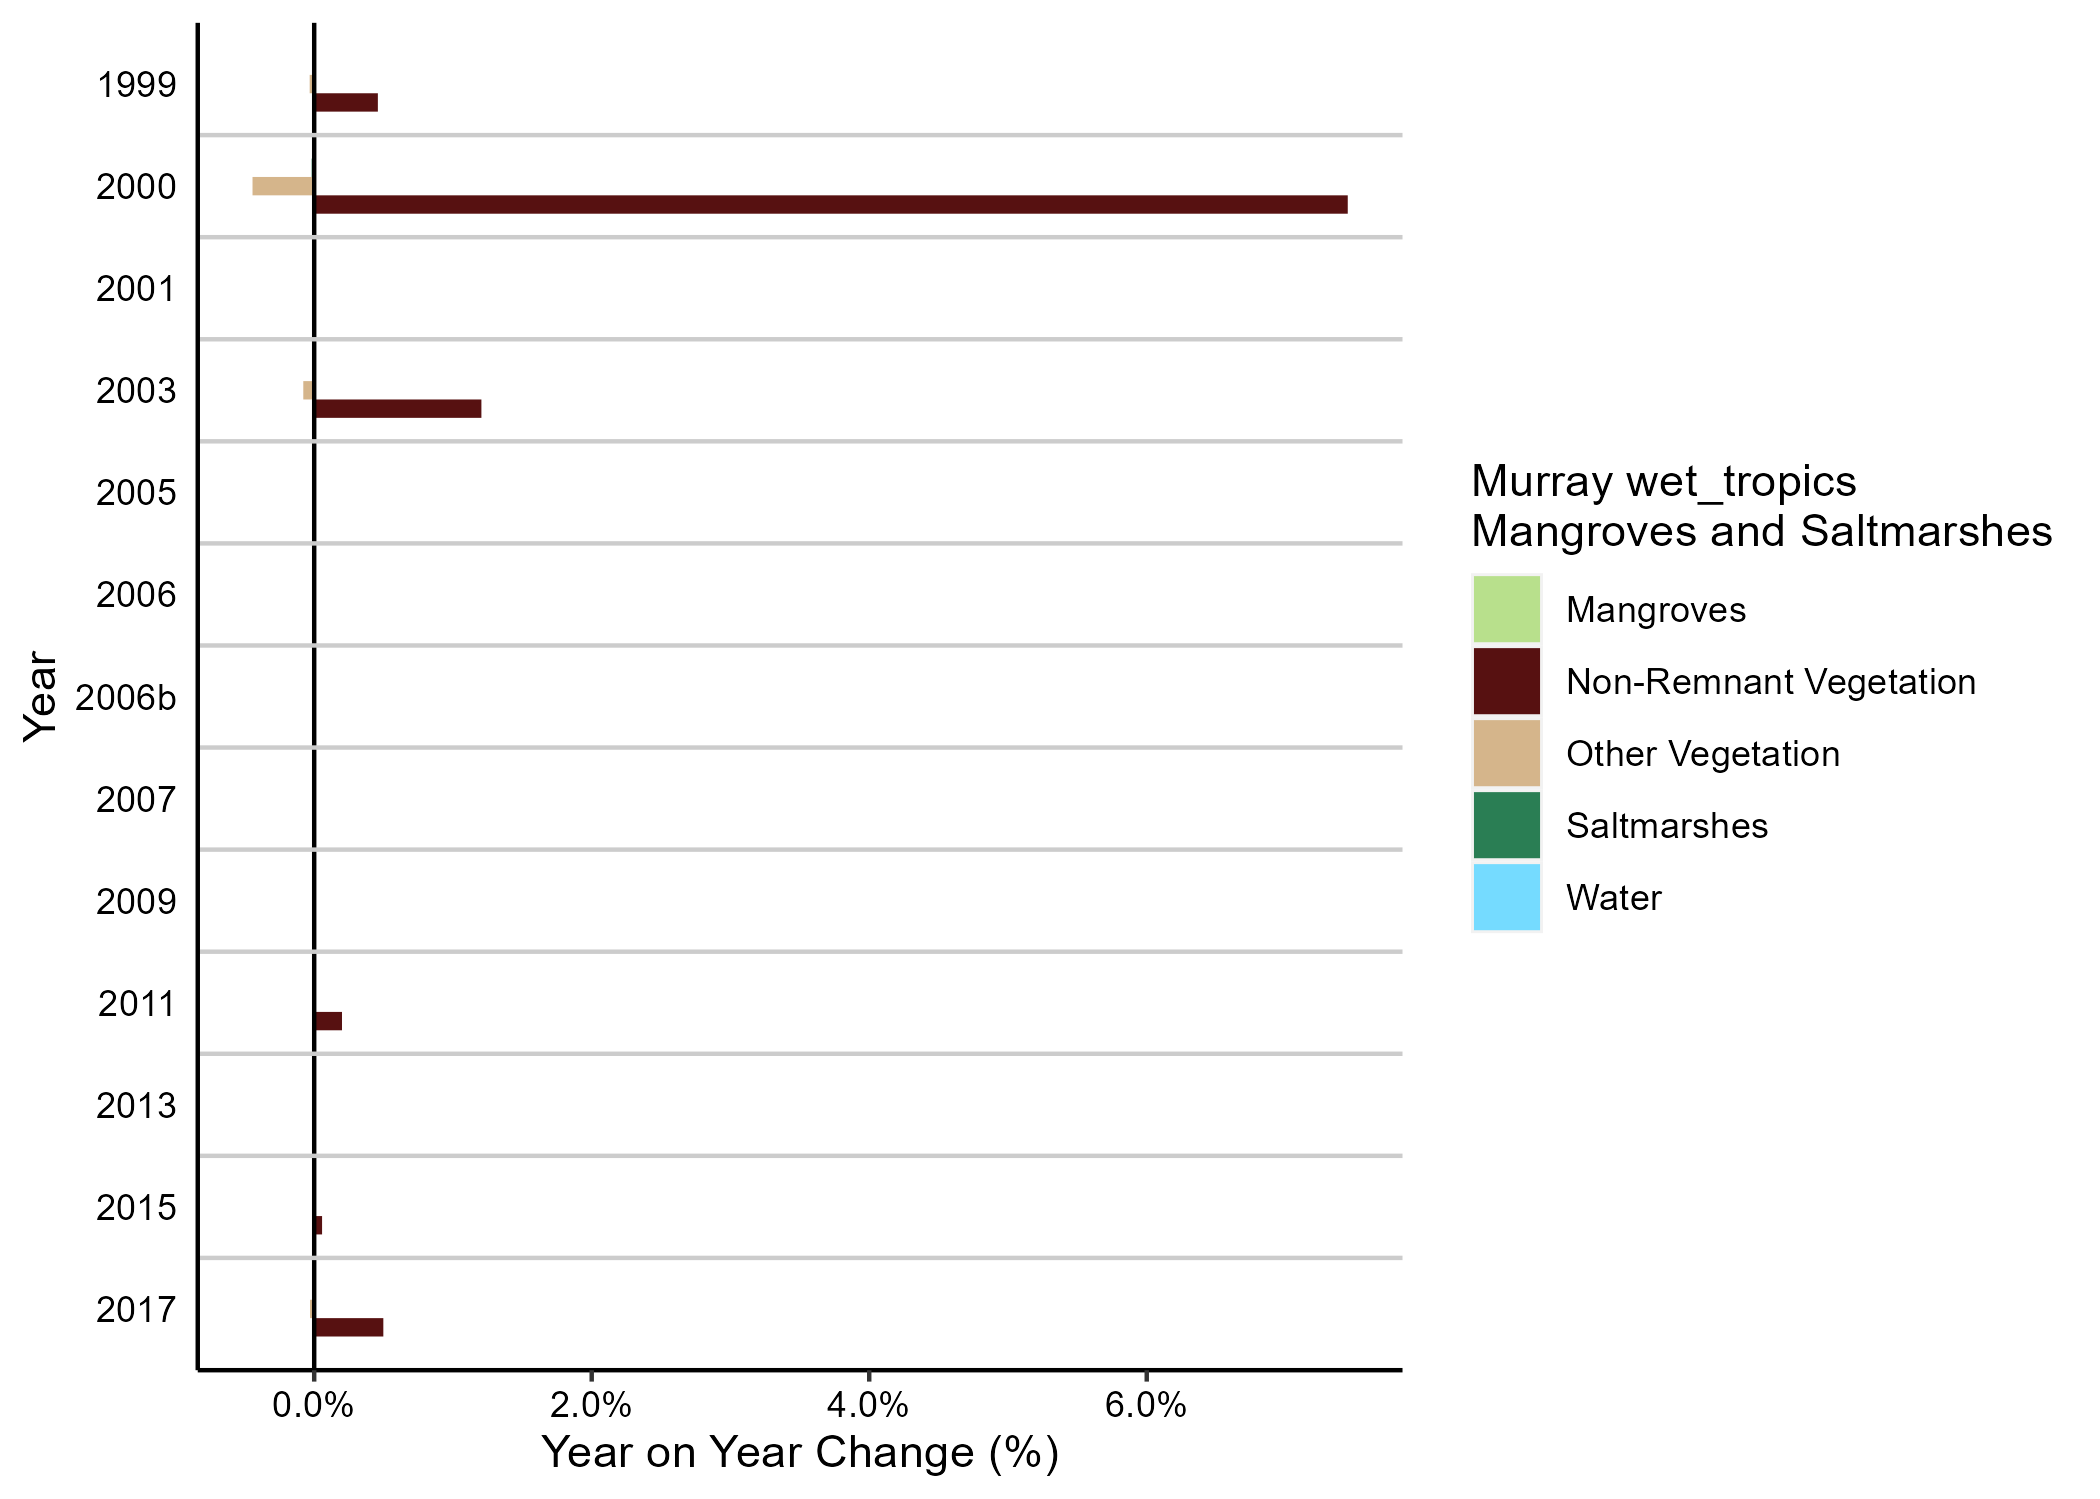 1999
2000
2001
2003
2005
2006
2006b
2007
2009
2011
2013
2015
2017
Year
0.0% 2.0% 4.0% 6.0%
Year on Year Change (%)
Murray wet_tropics
Mangroves and Saltmarshes
Mangroves
Non-Remnant Vegetation
Other Vegetation
Saltmarshes
Water